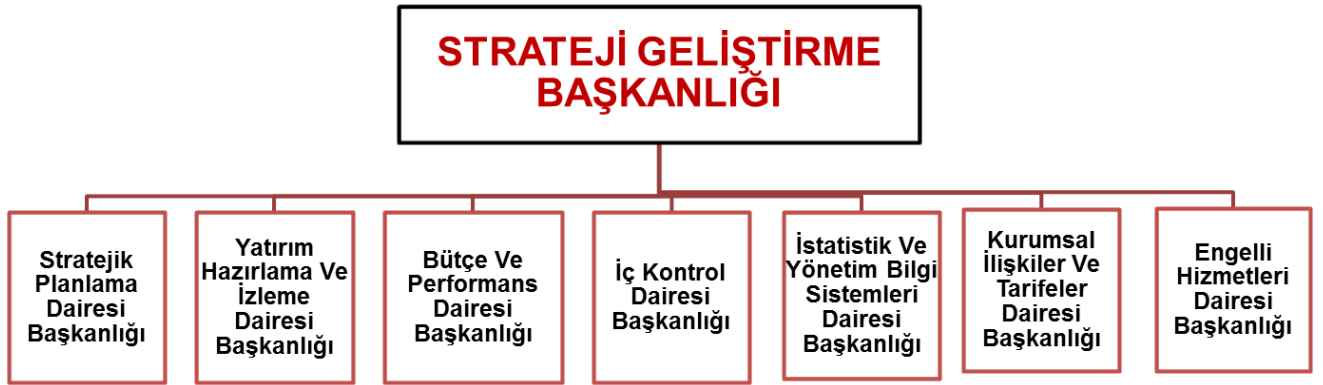 STRATEJİ GELİŞTİRME
BAŞKANLIĞI
Stratejik
Planlama
Dairesi
Başkanlığı
Yatırım
Hazırlama Ve
İzleme
Dairesi
Başkanlığı
Bütçe Ve
Performans
Dairesi
Başkanlığı
İç Kontrol
Dairesi
Başkanlığı
İstatistik Ve
Yönetim Bilgi
Sistemleri
Dairesi
Başkanlığı
Kurumsal
İlişkiler Ve
Tarifeler
Dairesi
Başkanlığı
Engelli
Hizmetleri
Dairesi
Başkanlığı